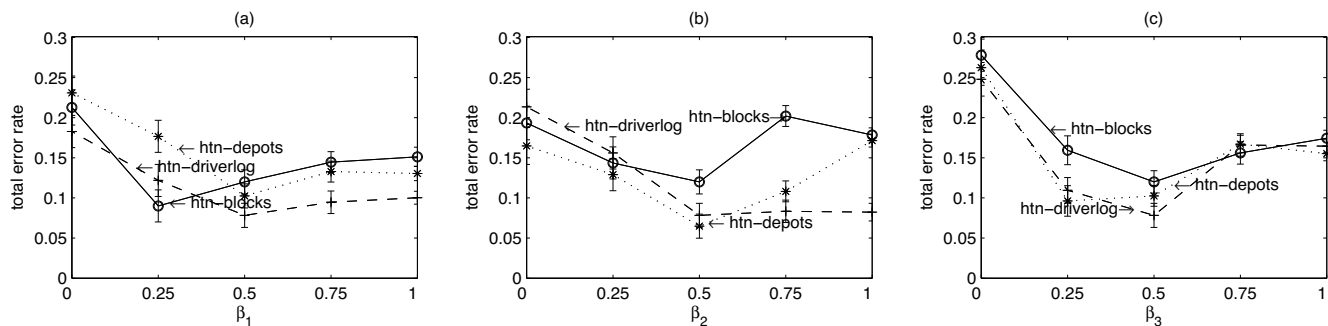 (a)
0.3
0.25
0.2
0.15
0.1
0.05
0
total error rate
←htn-depots
←htn-driverlog
←htn-blocks
0 0.25 0.5 0.75 1
β1
(b)
0.3
0.25
0.2
0.15
0.1
0.05
0
total error rate
←htn-driverlog
htn-blocks→
←htn-depots
0 0.25 0.5 0.75 1
β2
(c)
0.3
0.25
0.2
0.15
0.1
0.05
0
total error rate
←htn-blocks
←htn-depots
htn-driverlog→
0 0.25 0.5 0.75 1
β3